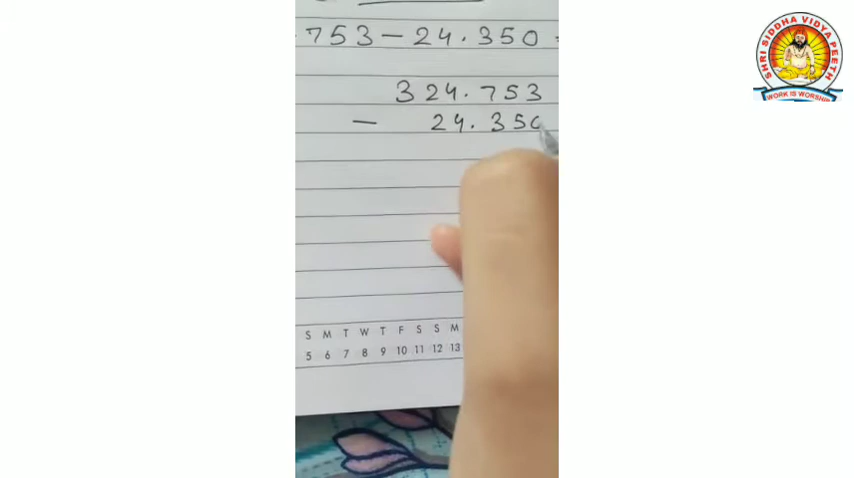 .753 - 24.350 =
324.753
- 24.350
S M T W T F S S M
5 6 7 8 9 10 11 12 13
SHRI SIDDHA VIDYA PEETH
WORK IS WORSHIP